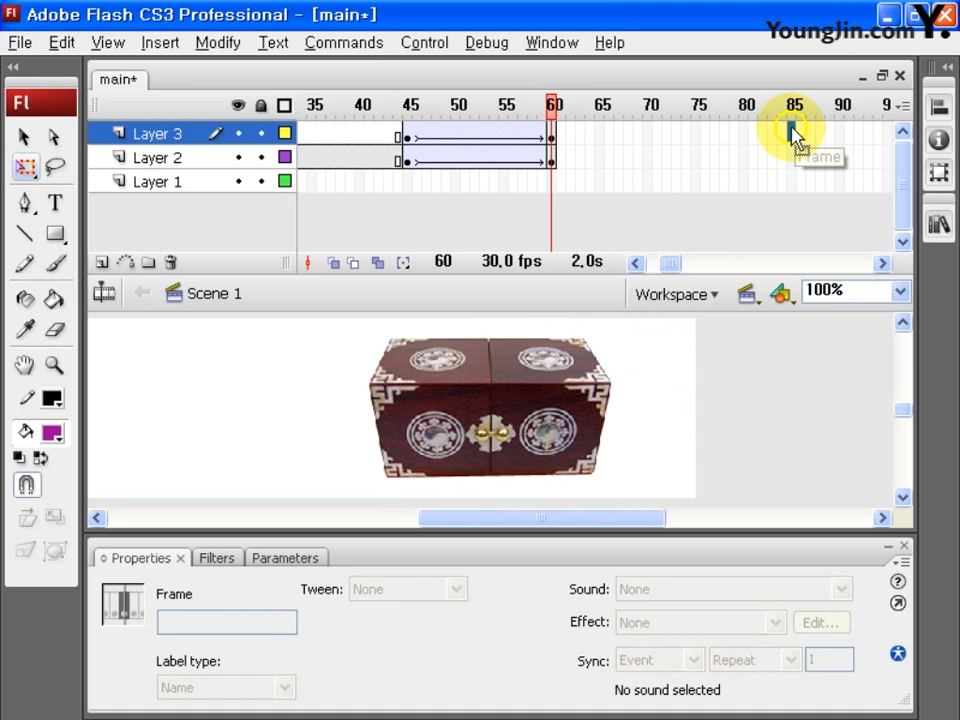 Adobe Flash CS3 Professional - [main*]
YoungJin.com Y.
File Edit View Insert Modify Text Commands Control Debug Window Help
main*
Fl
35 40 45 50 55 60 65 70 75 80 85 90 9
Layer 3
Layer 2
Frame
Layer 1
60 30.0 fps 2.0s
Scene 1
Workspace
100%
Properties Filters Parameters
Frame
Tween: None
Sound: None
Effect: None Edit...
Label type:
Name
Sync: Event Repeat 1
No sound selected